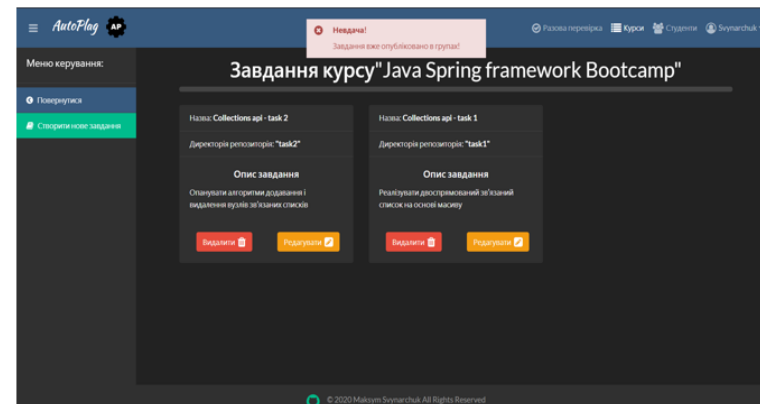 AutoPlag AP
Невдача!
Завдання вже опубліковано в групах!
Разова перевірка Курси Студенти Svynarchuk
Меню керування:
Повернутися
Створити нове завдання
Завдання курсу"Java Spring framework Bootcamp"
Назва: Collections api - task 2
Директорія репозиторія: "task2"
Опис завдання
Опанувати алгоритми додавання і
видалення вузлів зв'язаних списків
Видалити Редагувати
Назва: Collections api - task 1
Директорія репозиторія: "task1"
Опис завдання
Реалізувати двоспрямований зв'язаний
список на основі масиву
Видалити Редагувати
© 2020 Maksym Svynarchuk All Rights Reserved